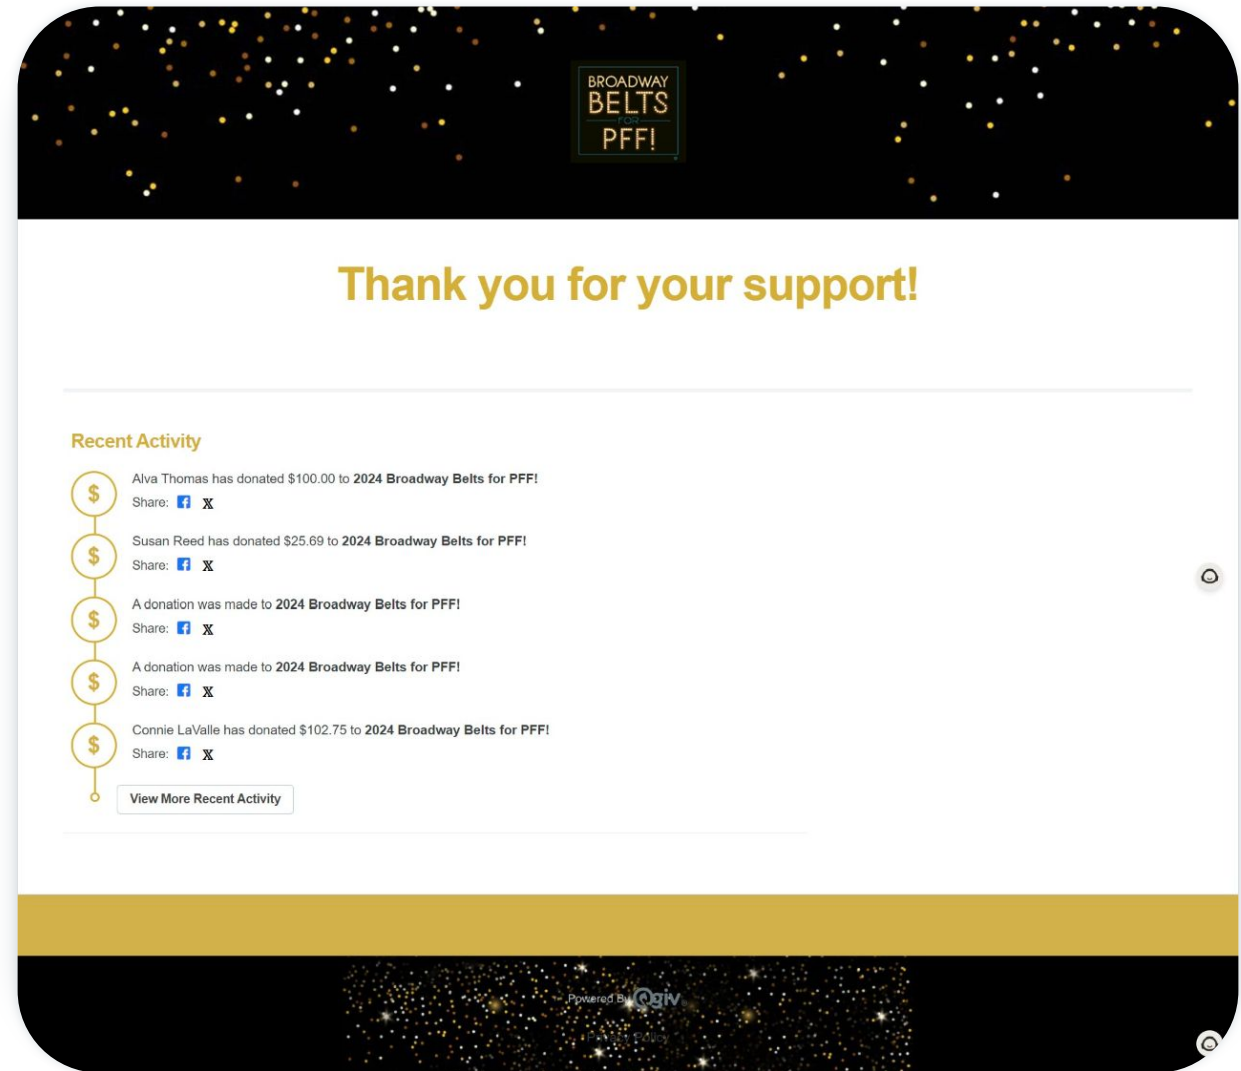 BROADWAY
BELTS
FOR
PFF!
Thank you for your support!
Recent Activity
$
Alva Thomas has donated $100.00 to 2024 Broadway Belts for PFF!
Share: X
$
Susan Reed has donated $25.69 to 2024 Broadway Belts for PFF!
Share: X
$
A donation was made to 2024 Broadway Belts for PFF!
Share: X
$
A donation was made to 2024 Broadway Belts for PFF!
Share: X
$
Connie LaValle has donated $102.75 to 2024 Broadway Belts for PFF!
Share: X
View More Recent Activity
Powered By Qgiv
Privacy Policy